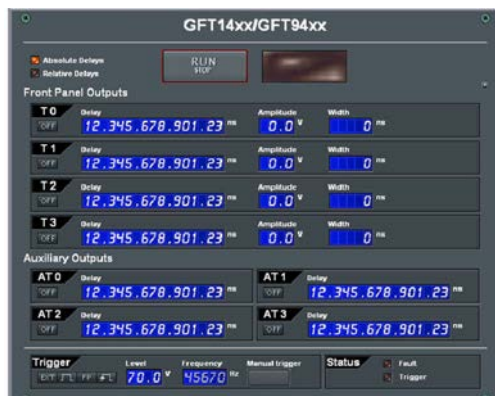 GFT14xx/GFT94xx
Absolute Delays
Relative Delays
RUN
STOP
Front Panel Outputs
T0 Delay Amplitude Width
OFF 12.345.678.901.23 ns 0.0 V 0 ns
T1 Delay Amplitude Width
OFF 12.345.678.901.23 ns 0.0 V 0 ns
T2 Delay Amplitude Width
OFF 12.345.678.901.23 ns 0.0 V 0 ns
T3 Delay Amplitude Width
OFF 12.345.678.901.23 ns 0.0 V 0 ns
Auxiliary Outputs
AT0 Delay AT1 Delay
OFF 12.345.678.901.23 ns OFF 12.345.678.901.23 ns
AT2 Delay AT3 Delay
OFF 12.345.678.901.23 ns OFF 12.345.678.901.23 ns
Trigger Level Frequency Manual trigger Status Fault
EXT 70.0 V 45670 Hz Trigger